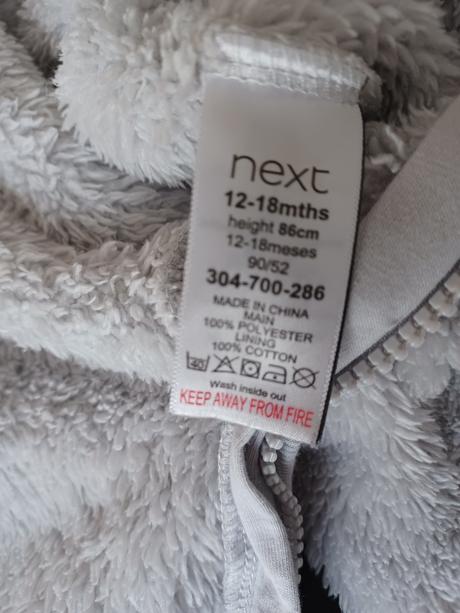 next
12-18mths
height 86cm
12-18meses
90/52
304-700-286
MADE IN CHINA
MAIN
100% POLYESTER
LINING
100% COTTON
40
Wash inside out
KEEP AWAY FROM FIRE